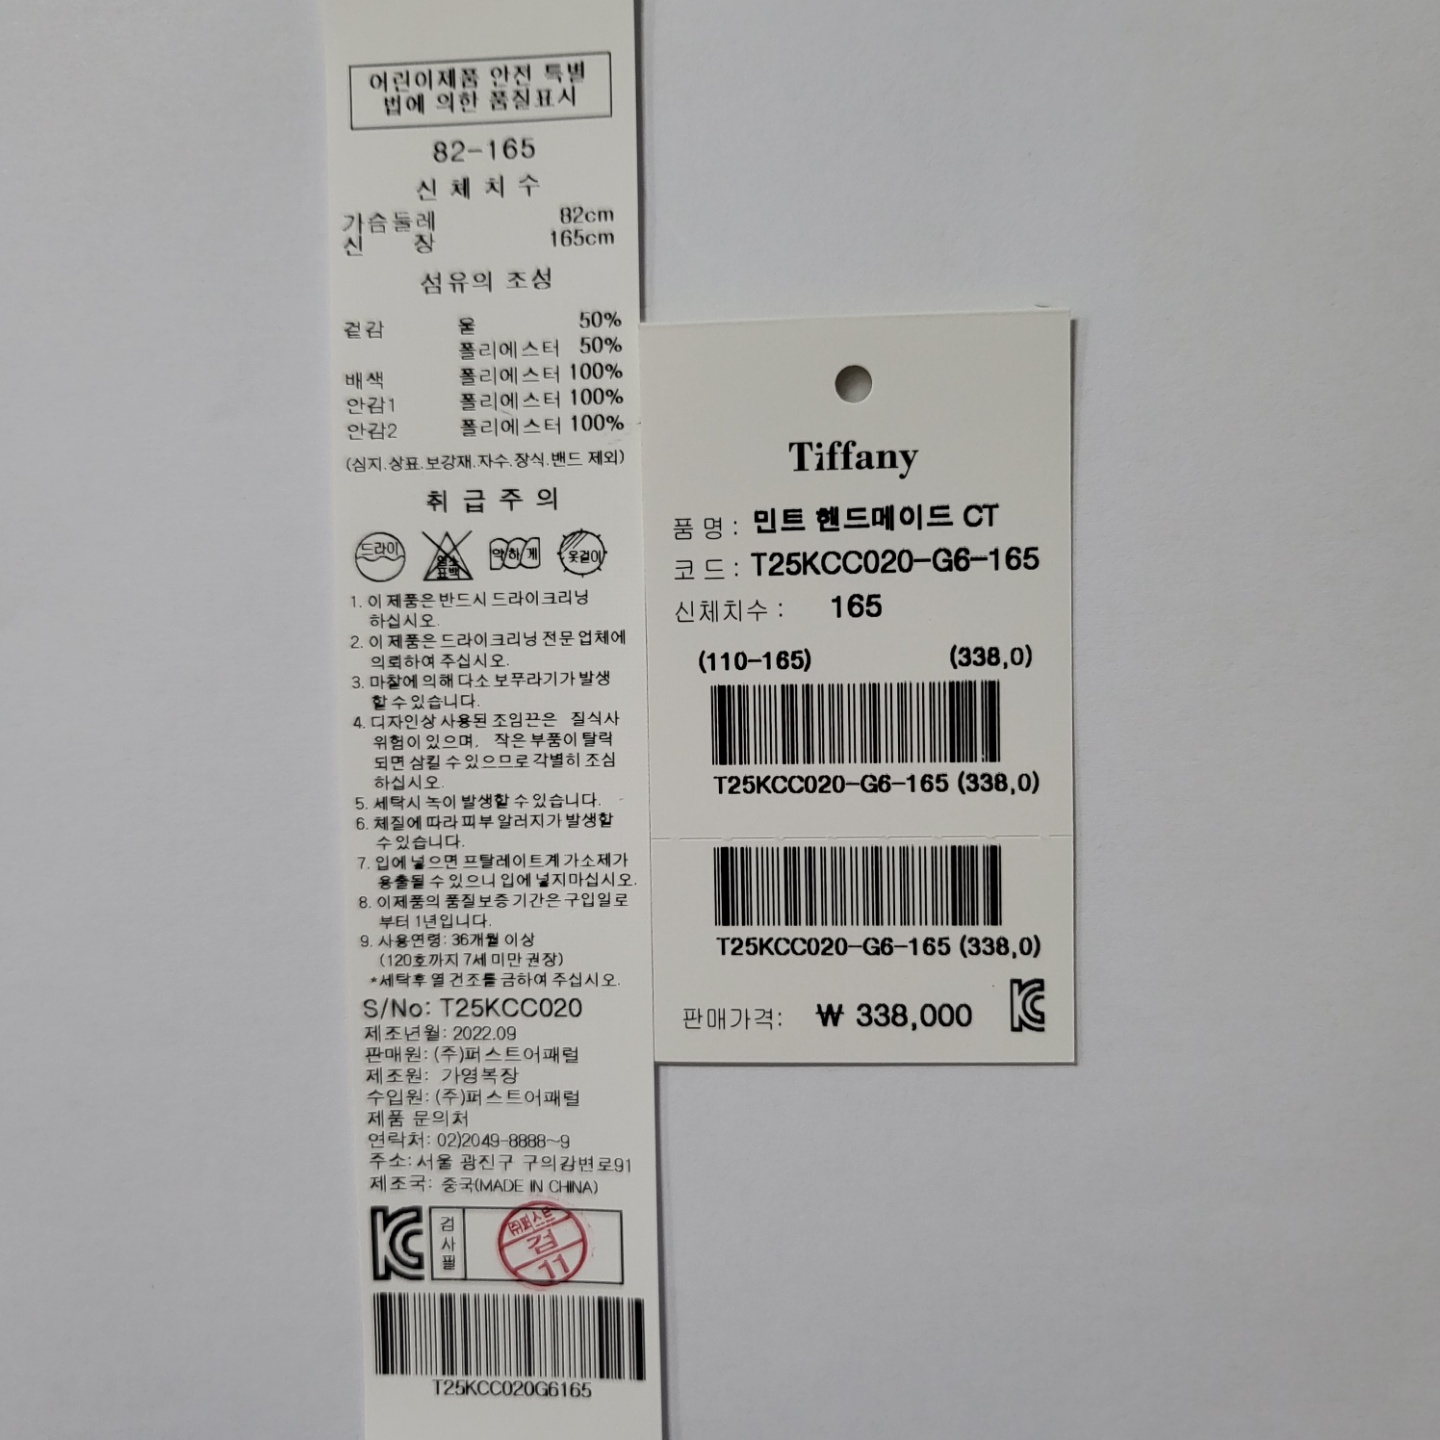 어린이제품 안전 특별
법에 의한 품질표시
82-165
신 체 치 수
가슴둘레 82cm
신 장 165cm
섬유의 조성
겉감 울 50%
폴리에스터 50%
배색 폴리에스터 100%
안감1 폴리에스터 100%
안감2 폴리에스터 100%
(심지.상표.보강재.자수.장식.밴드 제외)
취 급 주 의
드라이 염소 표백 약하게 옷걸이
1. 이 제품은 반드시 드라이크리닝
하십시오.
2. 이 제품은 드라이크리닝 전문 업체에
의뢰하여 주십시오.
3. 마찰에 의해 다소 보푸라기가 발생
할 수 있습니다.
4. 디자인상 사용된 조임끈은 질식사
위험이 있으며, 작은 부품이 탈락
되면 삼킬 수 있으므로 각별히 조심
하십시오.
5. 세탁시 녹이 발생할 수 있습니다.
6. 체질에 따라 피부 알러지가 발생할
수 있습니다.
7. 입에 넣으면 프탈레이트계 가소제가
용출될 수 있으니 입에 넣지마십시오.
8. 이제품의 품질보증 기간은 구입일로
부터 1년입니다.
9. 사용연령: 36개월 이상
(120호까지 7세 미만 권장)
*세탁후 열 건조를 금하여 주십시오.
S/No: T25KCC020
제조년월: 2022.09
판매원: (주)퍼스트어패럴
제조원: 가영복장
수입원: (주)퍼스트어패럴
제품 문의처
연락처: 02)2049-8888~9
주소: 서울 광진구 구의강변로91
제조국: 중국(MADE IN CHINA)
KC 검사필 ㈜퍼스트 검 11
T25KCC020G6165
Tiffany
품 명 : 민트 핸드메이드 CT
코 드 : T25KCC020-G6-165
신체치수 : 165
(110-165) (338,0)
T25KCC020-G6-165 (338,0)
T25KCC020-G6-165 (338,0)
판매가격: ₩ 338,000 KC